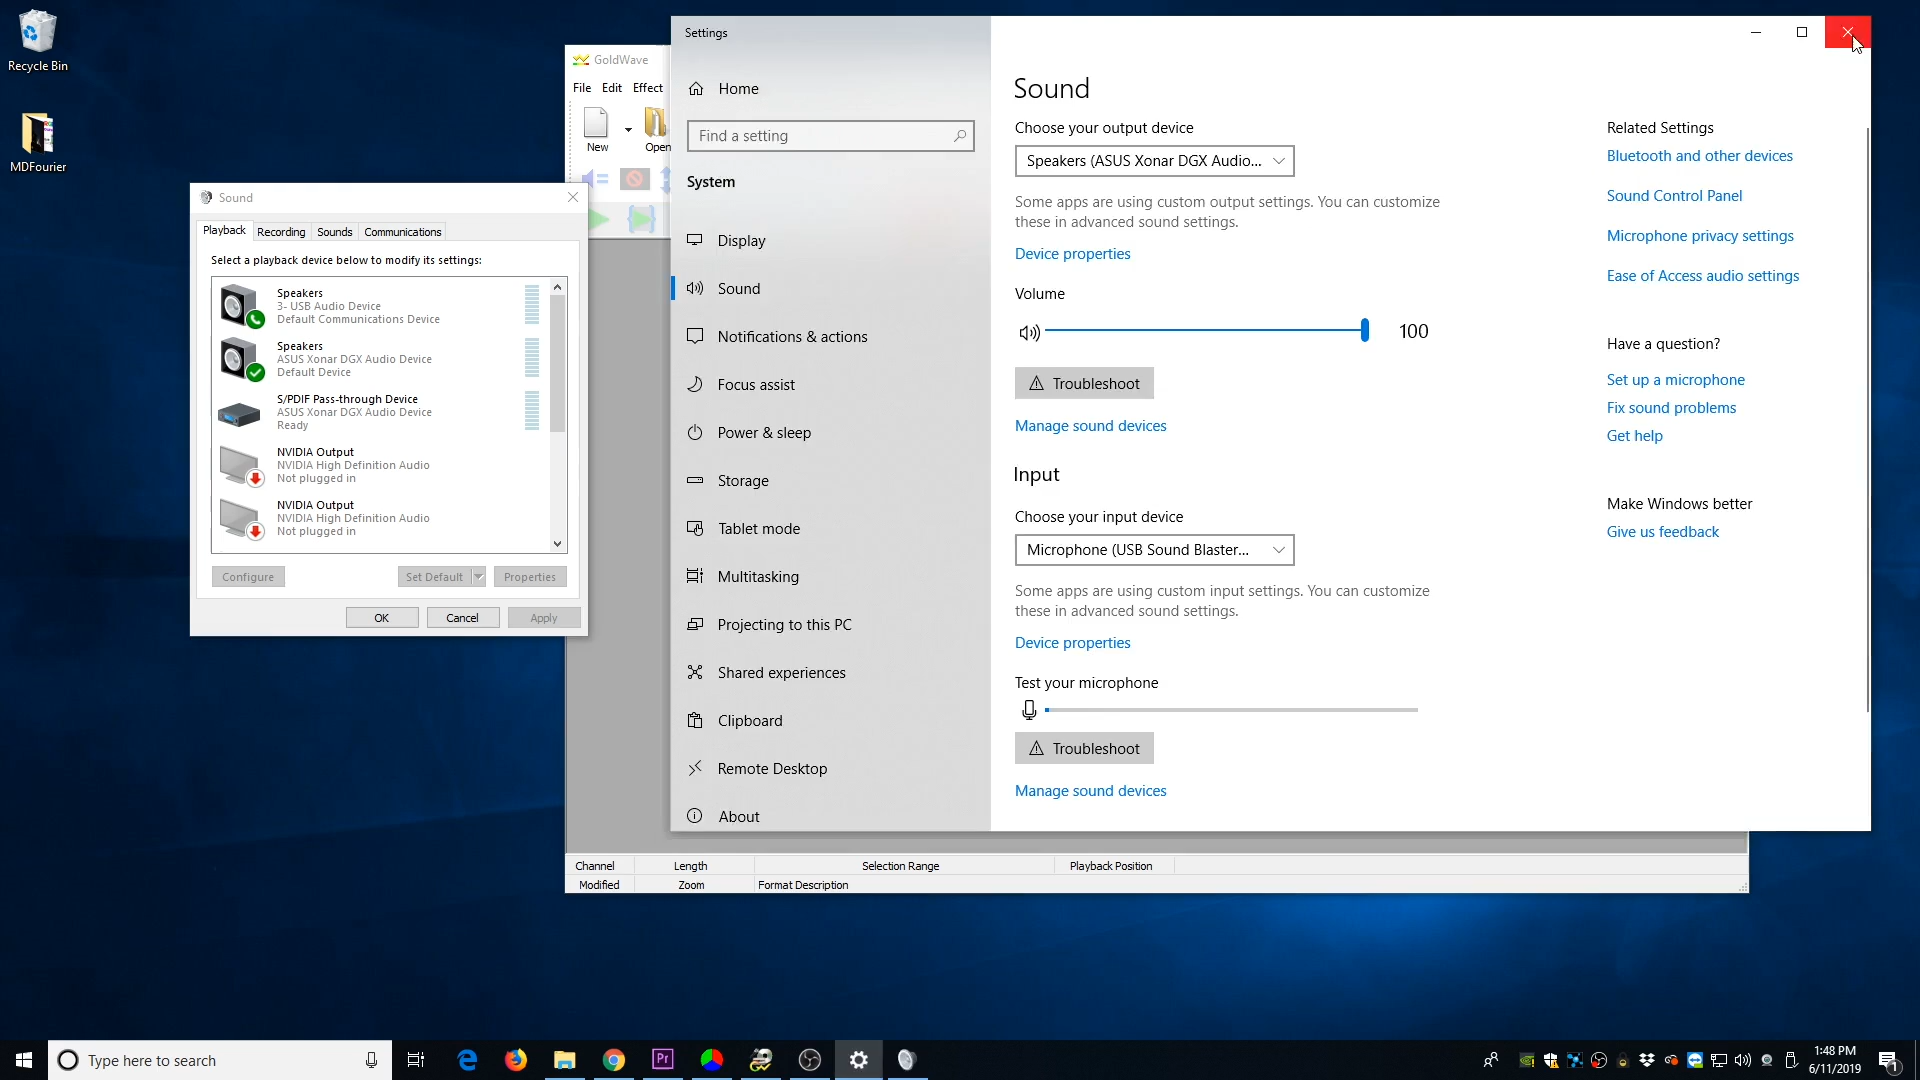 Recycle Bin
MDFourier
Sound
Playback
Recording
Sounds
Communications
Select a playback device below to modify its settings:
Speakers
3- USB Audio Device
Default Communications Device
Speakers
ASUS Xonar DGX Audio Device
Default Device
S/PDIF Pass-through Device
ASUS Xonar DGX Audio Device
Ready
NVIDIA Output
NVIDIA High Definition Audio
Not plugged in
NVIDIA Output
NVIDIA High Definition Audio
Not plugged in
Configure
Set Default
Properties
OK
Cancel
Apply
GoldWave
File Edit Effect
New
Open
Channel
Length
Selection Range
Playback Position
Modified
Zoom
Format Description
Settings
Home
Find a setting
System
Display
Sound
Notifications & actions
Focus assist
Power & sleep
Storage
Tablet mode
Multitasking
Projecting to this PC
Shared experiences
Clipboard
Remote Desktop
About
Sound
Choose your output device
Speakers (ASUS Xonar DGX Audio...
Some apps are using custom output settings. You can customize
these in advanced sound settings.
Device properties
Volume
100
Troubleshoot
Manage sound devices
Input
Choose your input device
Microphone (USB Sound Blaster...
Some apps are using custom input settings. You can customize
these in advanced sound settings.
Device properties
Test your microphone
Troubleshoot
Manage sound devices
Related Settings
Bluetooth and other devices
Sound Control Panel
Microphone privacy settings
Ease of Access audio settings
Have a question?
Set up a microphone
Fix sound problems
Get help
Make Windows better
Give us feedback
Type here to search
Pr
1:48 PM
6/11/2019
1